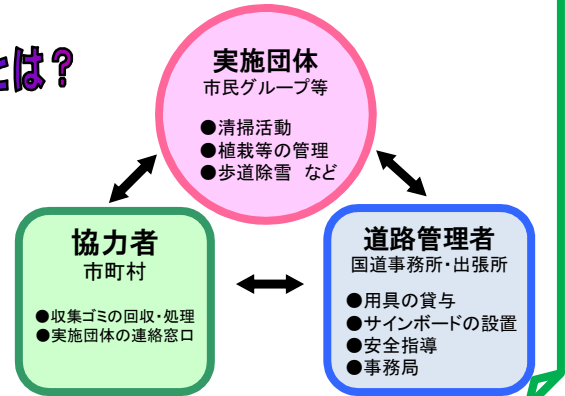 とは？
実施団体
市民グループ等
●清掃活動
●植栽等の管理
●歩道除雪　など
協力者
市町村
●収集ゴミの回収・処理
●実施団体の連絡窓口
道路管理者
国道事務所・出張所
●用具の貸与
●サインボードの設置
●安全指導
●事務局